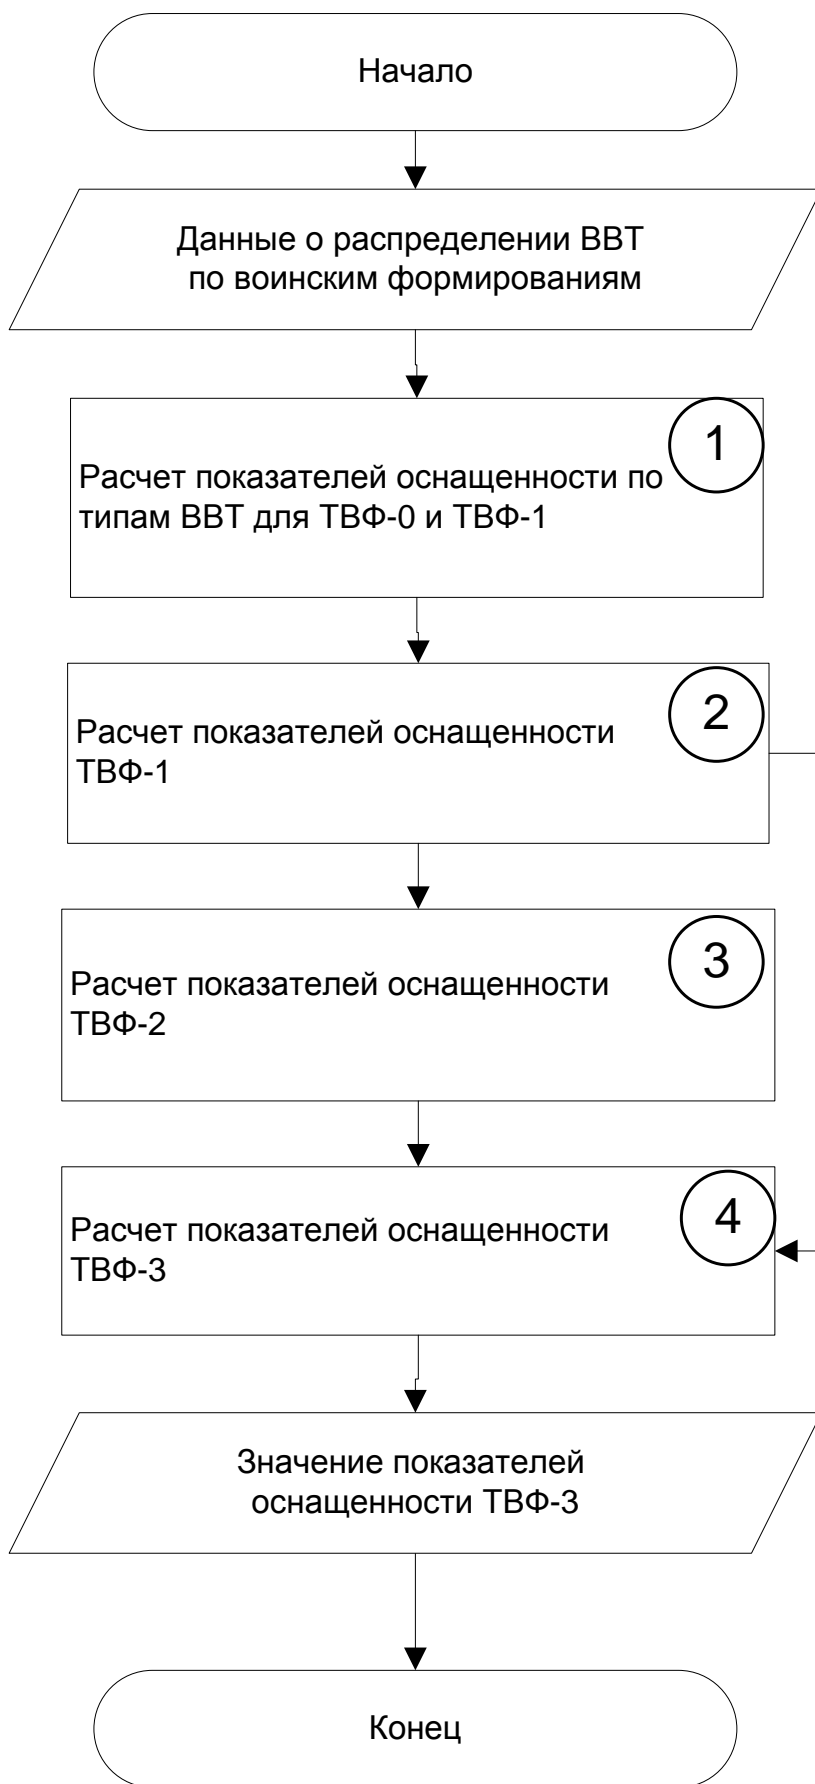 Начало
Данные о распределении ВВТ
по воинским формированиям
1
Расчет показателей оснащенности по
типам ВВТ для ТВФ-0 и ТВФ-1
2
Расчет показателей оснащенности
ТВФ-1
3
Расчет показателей оснащенности
ТВФ-2
4
Расчет показателей оснащенности
ТВФ-3
Значение показателей
оснащенности ТВФ-3
Конец